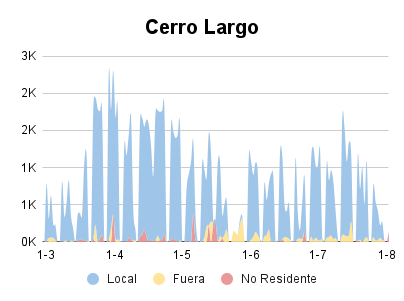 Cerro Largo
3K
2K
2K
1K
1K
0K
1-3 1-4 1-5 1-6 1-7 1-8
Local Fuera No Residente